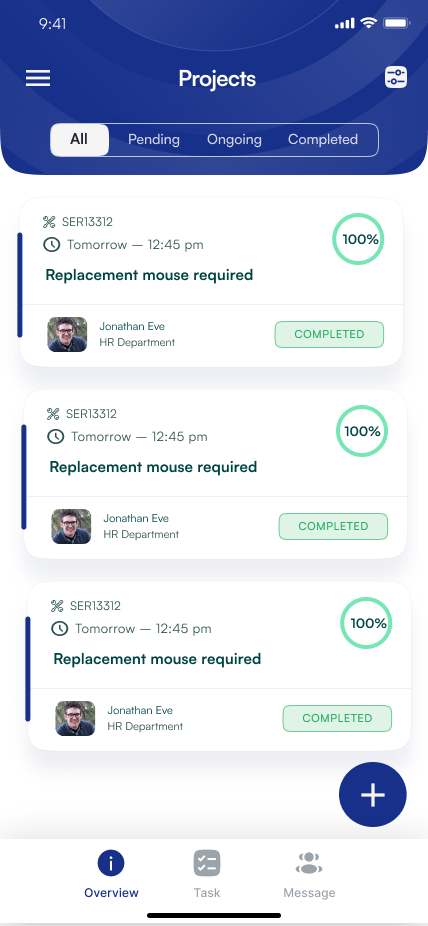 9:41
Projects
All Pending Ongoing Completed
SER13312
Tomorrow — 12:45 pm
100%
Replacement mouse required
Jonathan Eve
HR Department
COMPLETED
SER13312
Tomorrow — 12:45 pm
100%
Replacement mouse required
Jonathan Eve
HR Department
COMPLETED
SER13312
Tomorrow — 12:45 pm
100%
Replacement mouse required
Jonathan Eve
HR Department
COMPLETED
Overview Task Message